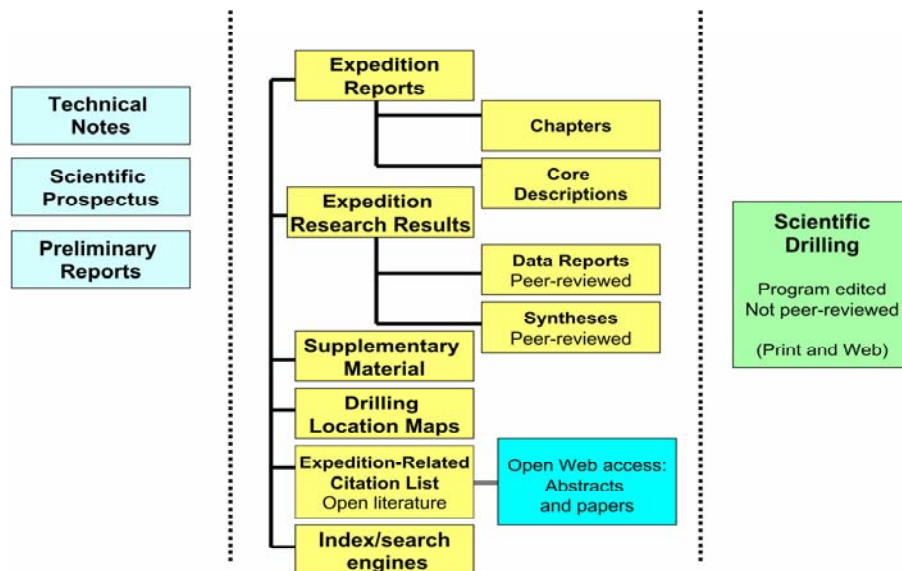 Technical
Notes
Scientific
Prospectus
Preliminary
Reports
Expedition
Reports
Chapters
Core
Descriptions
Expedition
Research Results
Data Reports
Peer-reviewed
Syntheses
Peer-reviewed
Supplementary
Material
Drilling
Location Maps
Expedition-Related
Citation List
Open literature
Open Web access:
Abstracts
and papers
Index/search
engines
Scientific
Drilling
Program edited
Not peer-reviewed
(Print and Web)